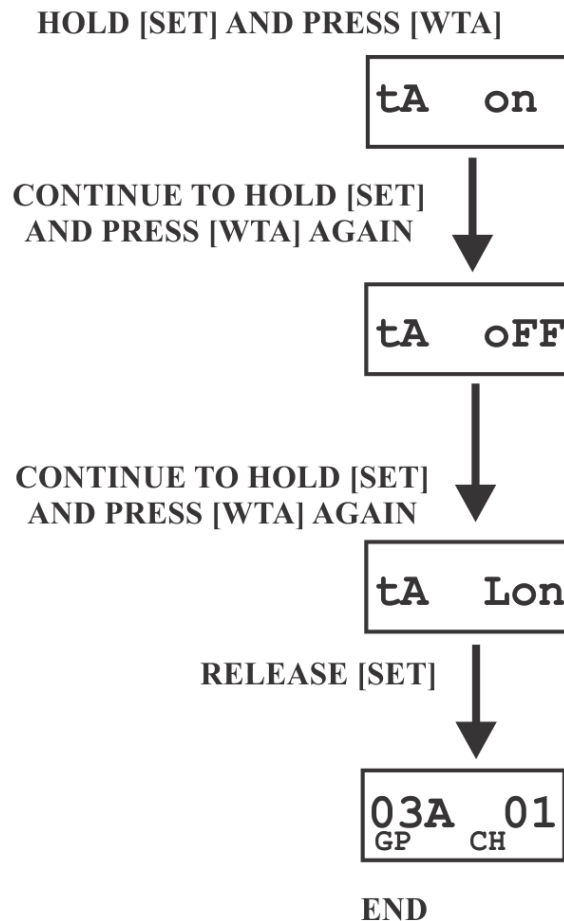 HOLD [SET] AND PRESS [WTA]
tA on
CONTINUE TO HOLD [SET]
AND PRESS [WTA] AGAIN
tA oFF
CONTINUE TO HOLD [SET]
AND PRESS [WTA] AGAIN
tA Lon
RELEASE [SET]
03A 01
GP CH
END